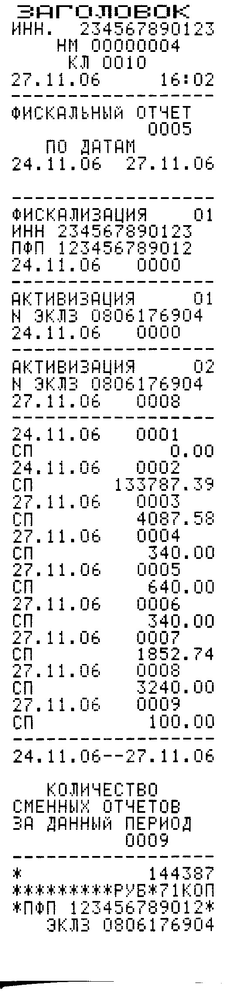 ЗАГОЛОВОК
ИНН. 234567890123
НМ 00000004
КЛ 0010
27.11.06 16:02
------------------
ФИСКАЛЬНЫЙ ОТЧЕТ
0005
ПО ДАТАМ
24.11.06 27.11.06
------------------
ФИСКАЛИЗАЦИЯ 01
ИНН 234567890123
ПФП 123456789012
24.11.06 0000
------------------
АКТИВИЗАЦИЯ 01
N ЭКЛЗ 0806176904
24.11.06 0000
------------------
АКТИВИЗАЦИЯ 02
N ЭКЛЗ 0806176904
27.11.06 0008
------------------
24.11.06 0001
СП 0.00
24.11.06 0002
СП 133787.39
27.11.06 0003
СП 4087.58
27.11.06 0004
СП 340.00
27.11.06 0005
СП 640.00
27.11.06 0006
СП 340.00
27.11.06 0007
СП 1852.74
27.11.06 0008
СП 3240.00
27.11.06 0009
СП 100.00
------------------
24.11.06--27.11.06
КОЛИЧЕСТВО
СМЕННЫХ ОТЧЕТОВ
ЗА ДАННЫЙ ПЕРИОД
0009
------------------
* 144387
*********РУБ*71КОП
*ПФП 123456789012*
ЭКЛЗ 0806176904